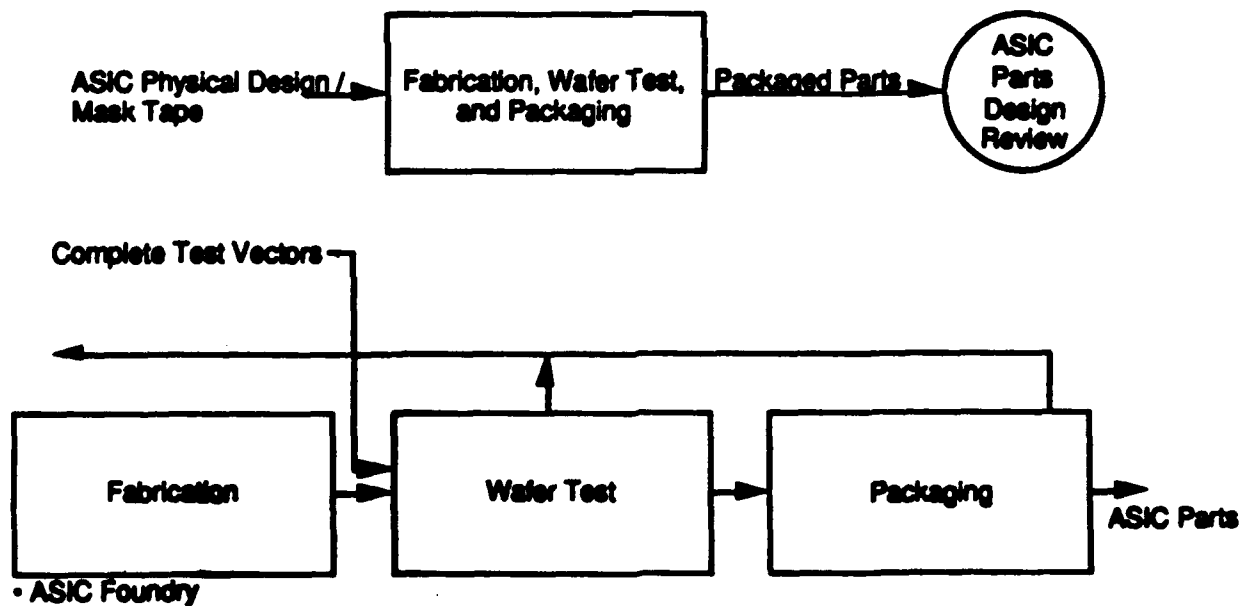 ASIC Physical Design /
Mask Tape
Fabrication, Wafer Test,
and Packaging
Packaged Parts
ASIC
Parts
Design
Review
Complete Test Vectors
Fabrication
Wafer Test
Packaging
ASIC Parts
• ASIC Foundry